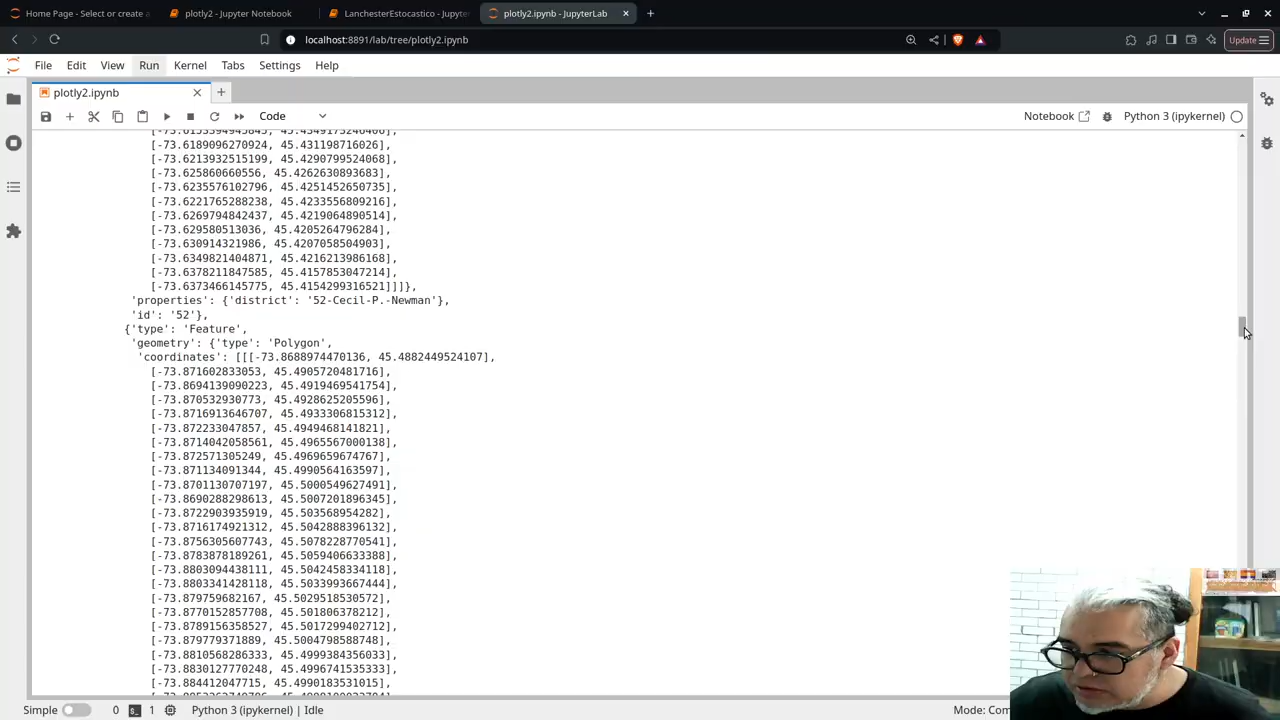 Home Page - Select or create a
plotly2 - Jupyter Notebook
LanchesterEstocastico - Jupyte
plotly2.ipynb - JupyterLab
localhost:8891/lab/tree/plotly2.ipynb
Update
File Edit View Run Kernel Tabs Settings Help
plotly2.ipynb
Code
Notebook
Python 3 (ipykernel)
[-73.6189096270924, 45.431198716026],
[-73.6213932515199, 45.4290799524068],
[-73.625860660556, 45.4262630893683],
[-73.6235576102796, 45.4251452650735],
[-73.6221765288238, 45.4233556809216],
[-73.6269794842437, 45.4219064890514],
[-73.629580513036, 45.4205264796284],
[-73.630914321986, 45.4207058504903],
[-73.6349821404871, 45.4216213986168],
[-73.6378211847585, 45.4157853047214],
[-73.6373466145775, 45.4154299316521]]]},
'properties': {'district': '52-Cecil-P.-Newman'},
'id': '52'},
{'type': 'Feature',
'geometry': {'type': 'Polygon',
'coordinates': [[[-73.8688974470136, 45.4882449524107],
[-73.871602833053, 45.4905720481716],
[-73.8694139090223, 45.4919469541754],
[-73.870532930773, 45.4928625205596],
[-73.8716913646707, 45.4933306815312],
[-73.872233047857, 45.4949468141821],
[-73.8714042058561, 45.4965567000138],
[-73.872571305249, 45.4969659674767],
[-73.871134091344, 45.4990564163597],
[-73.8701130707197, 45.5000549627491],
[-73.8690288298613, 45.5007201896345],
[-73.8722903935919, 45.503568954282],
[-73.8716174921312, 45.5042888396132],
[-73.8756305607743, 45.5078228770541],
[-73.8783878189261, 45.5059406633388],
[-73.8803094438111, 45.5042458334118],
[-73.8803341428118, 45.5033993667444],
[-73.879759682167, 45.5029518530572],
[-73.8770152857708, 45.501806378212],
[-73.8789156358527, 45.5017299402712],
[-73.879779371889, 45.5004798588748],
[-73.8810568286333, 45.4999384356033],
[-73.8830127770248, 45.4996741535333],
[-73.884412047715, 45.4990183531015],
Simple 0 1 Python 3 (ipykernel) | Idle
Mode: Com